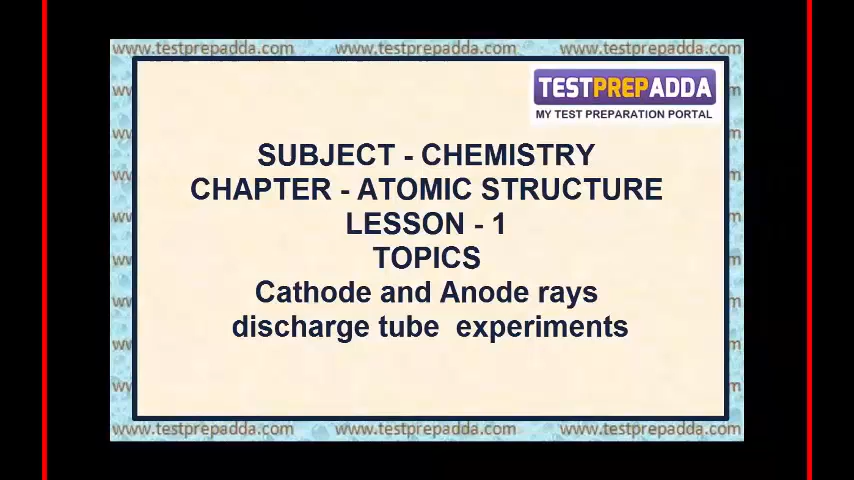 www.testprepadda.com www.testprepadda.com www.testprepadda.com
TESTPREPADDA
MY TEST PREPARATION PORTAL
SUBJECT - CHEMISTRY
CHAPTER - ATOMIC STRUCTURE
LESSON - 1
TOPICS
Cathode and Anode rays
discharge tube experiments
www.testprepadda.com www.testprepadda.com www.testprepadda.com